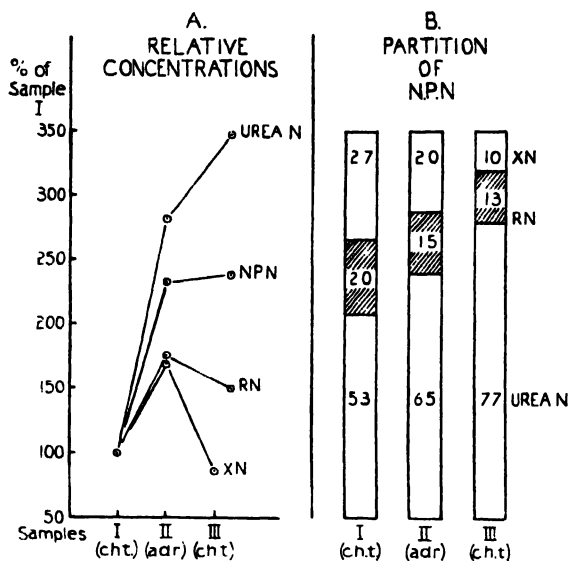 A.
RELATIVE
CONCENTRATIONS
% of
Sample
I
350
300
250
200
150
100
50
UREA N
NPN
RN
XN
Samples
I
(cht.)
II
(adr)
III
(cht)
B.
PARTITION
OF
N.P.N
27
20
53
20
15
65
10
13
77
XN
RN
UREA N
I
(ch.t)
II
(adr)
III
(ch.t)